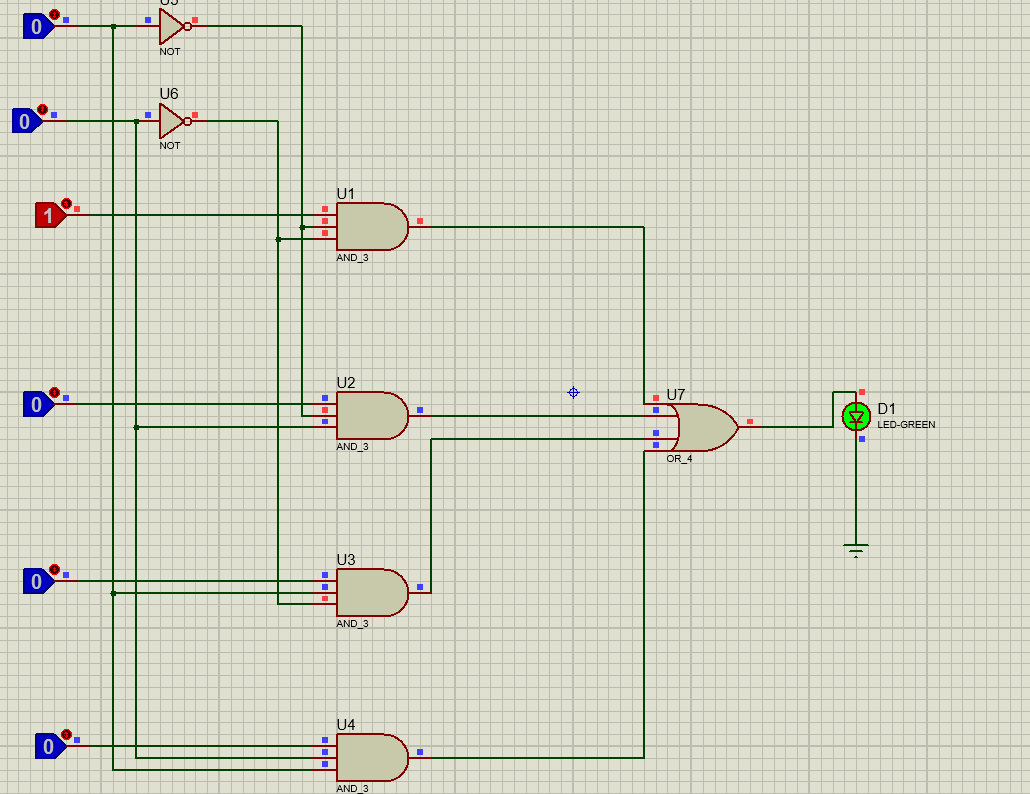 U5
0
NOT
U6
0
NOT
U1
1
AND_3
U2
0
AND_3
U7
D1
LED-GREEN
OR_4
U3
0
AND_3
U4
0
AND_3